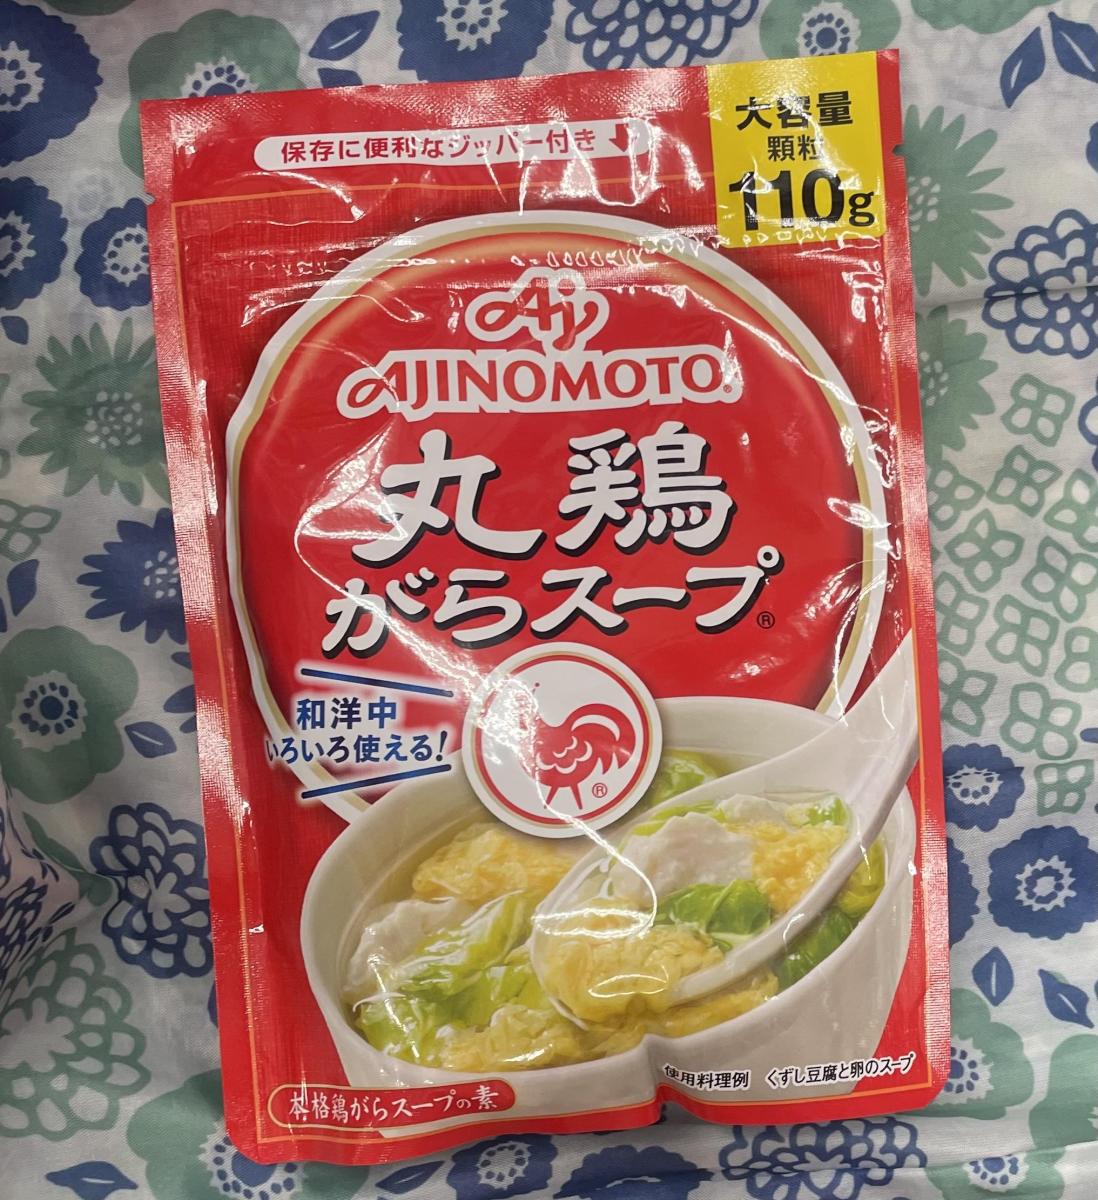 大容量
顆粒
110g
保存に便利なジッパー付き
Aj
AJINOMOTO®
丸鶏
がらスープ®
和洋中
いろいろ使える!
®
使用料理例 くずし豆腐と卵のスープ
本格鶏がらスープの素